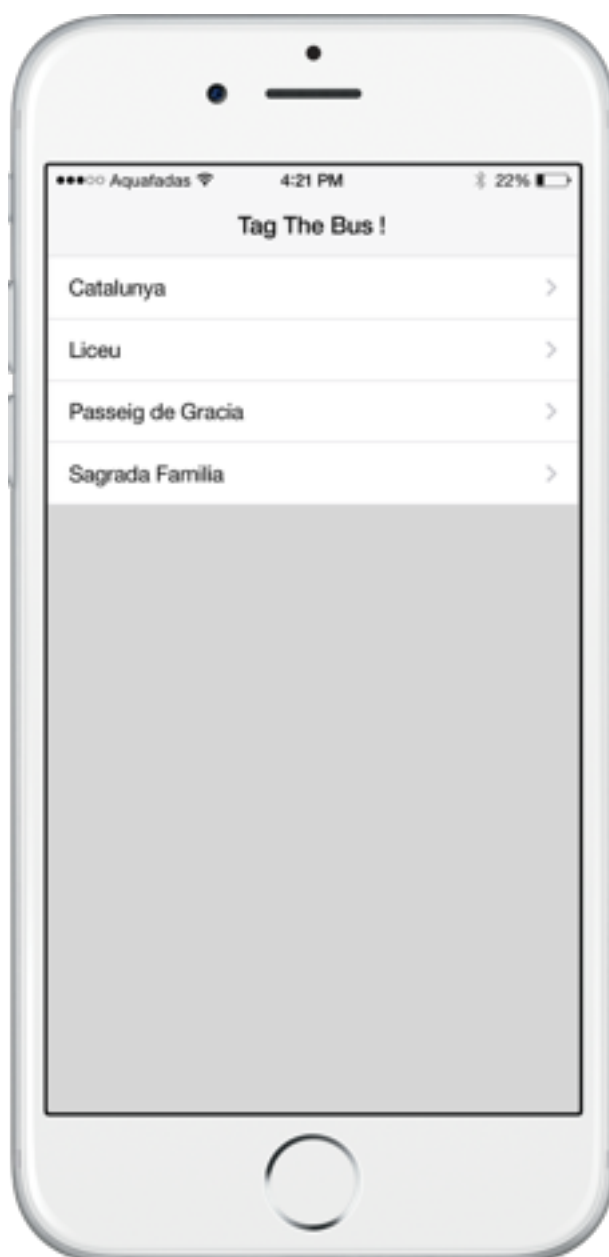 Aquafadas 4:21 PM 22%
Tag The Bus !
Catalunya
Liceu
Passeig de Gracia
Sagrada Familia